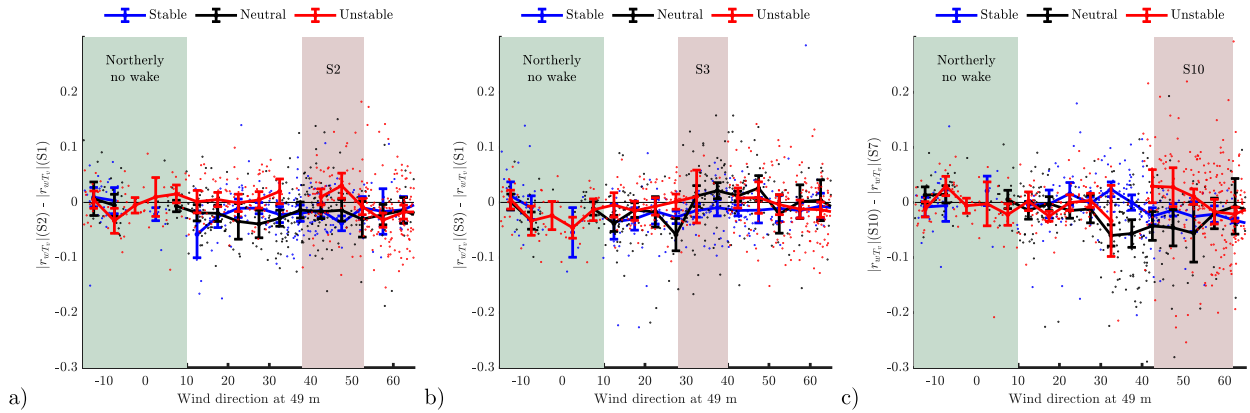 Stable Neutral Unstable
Northerly
no wake
S2
0.2
0.1
0
-0.1
-0.2
-0.3
|r_{wT_v}|(S2) - |r_{wT_v}|(S1)
-10 0 10 20 30 40 50 60
Wind direction at 49 m
a)
Stable Neutral Unstable
Northerly
no wake
S3
0.2
0.1
0
-0.1
-0.2
-0.3
|r_{wT_v}|(S3) - |r_{wT_v}|(S1)
-10 0 10 20 30 40 50 60
Wind direction at 49 m
b)
Stable Neutral Unstable
Northerly
no wake
S10
0.2
0.1
0
-0.1
-0.2
-0.3
|r_{wT_v}|(S10) - |r_{wT_v}|(S7)
-10 0 10 20 30 40 50 60
Wind direction at 49 m
c)